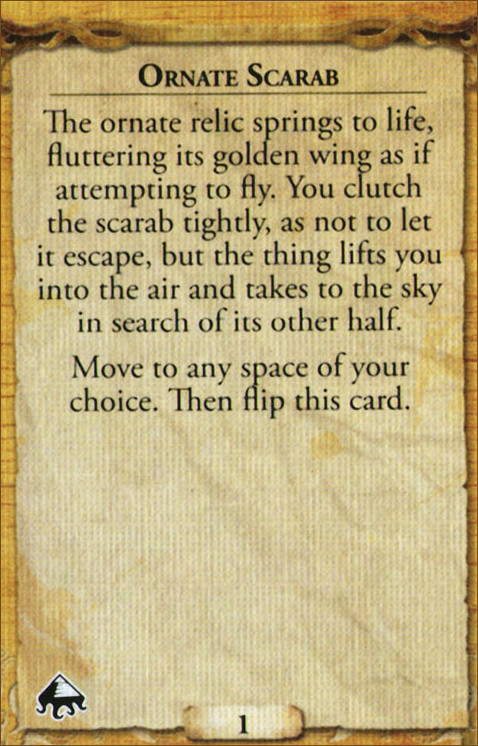 ORNATE SCARAB
The ornate relic springs to life,
fluttering its golden wing as if
attempting to fly. You clutch
the scarab tightly, as not to let
it escape, but the thing lifts you
into the air and takes to the sky
in search of its other half.
Move to any space of your
choice. Then flip this card.
1